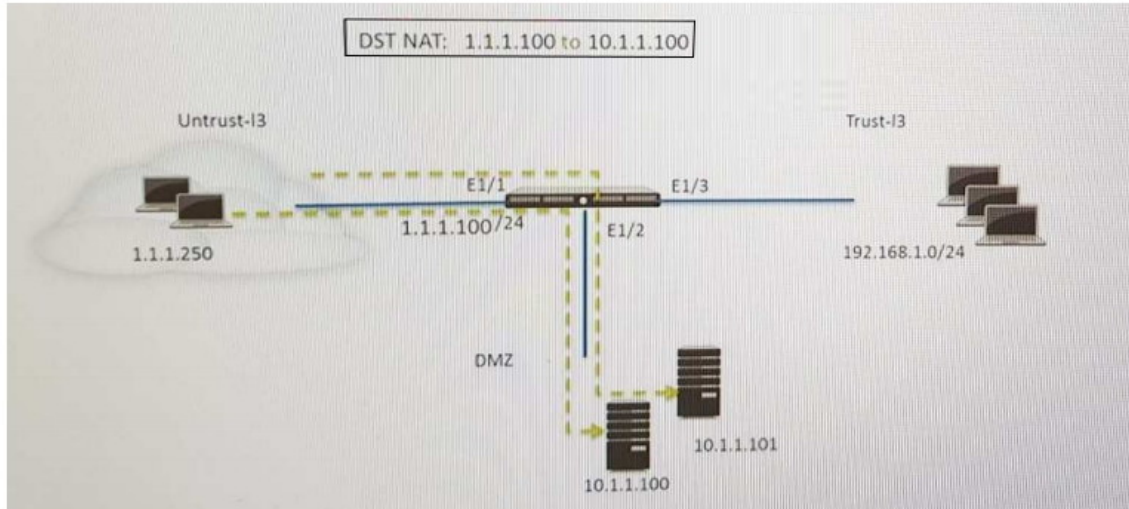 DST NAT: 1.1.1.100 to 10.1.1.100
Untrust-l3
Trust-l3
E1/1
E1/3
1.1.1.100/24
E1/2
1.1.1.250
192.168.1.0/24
DMZ
10.1.1.101
10.1.1.100